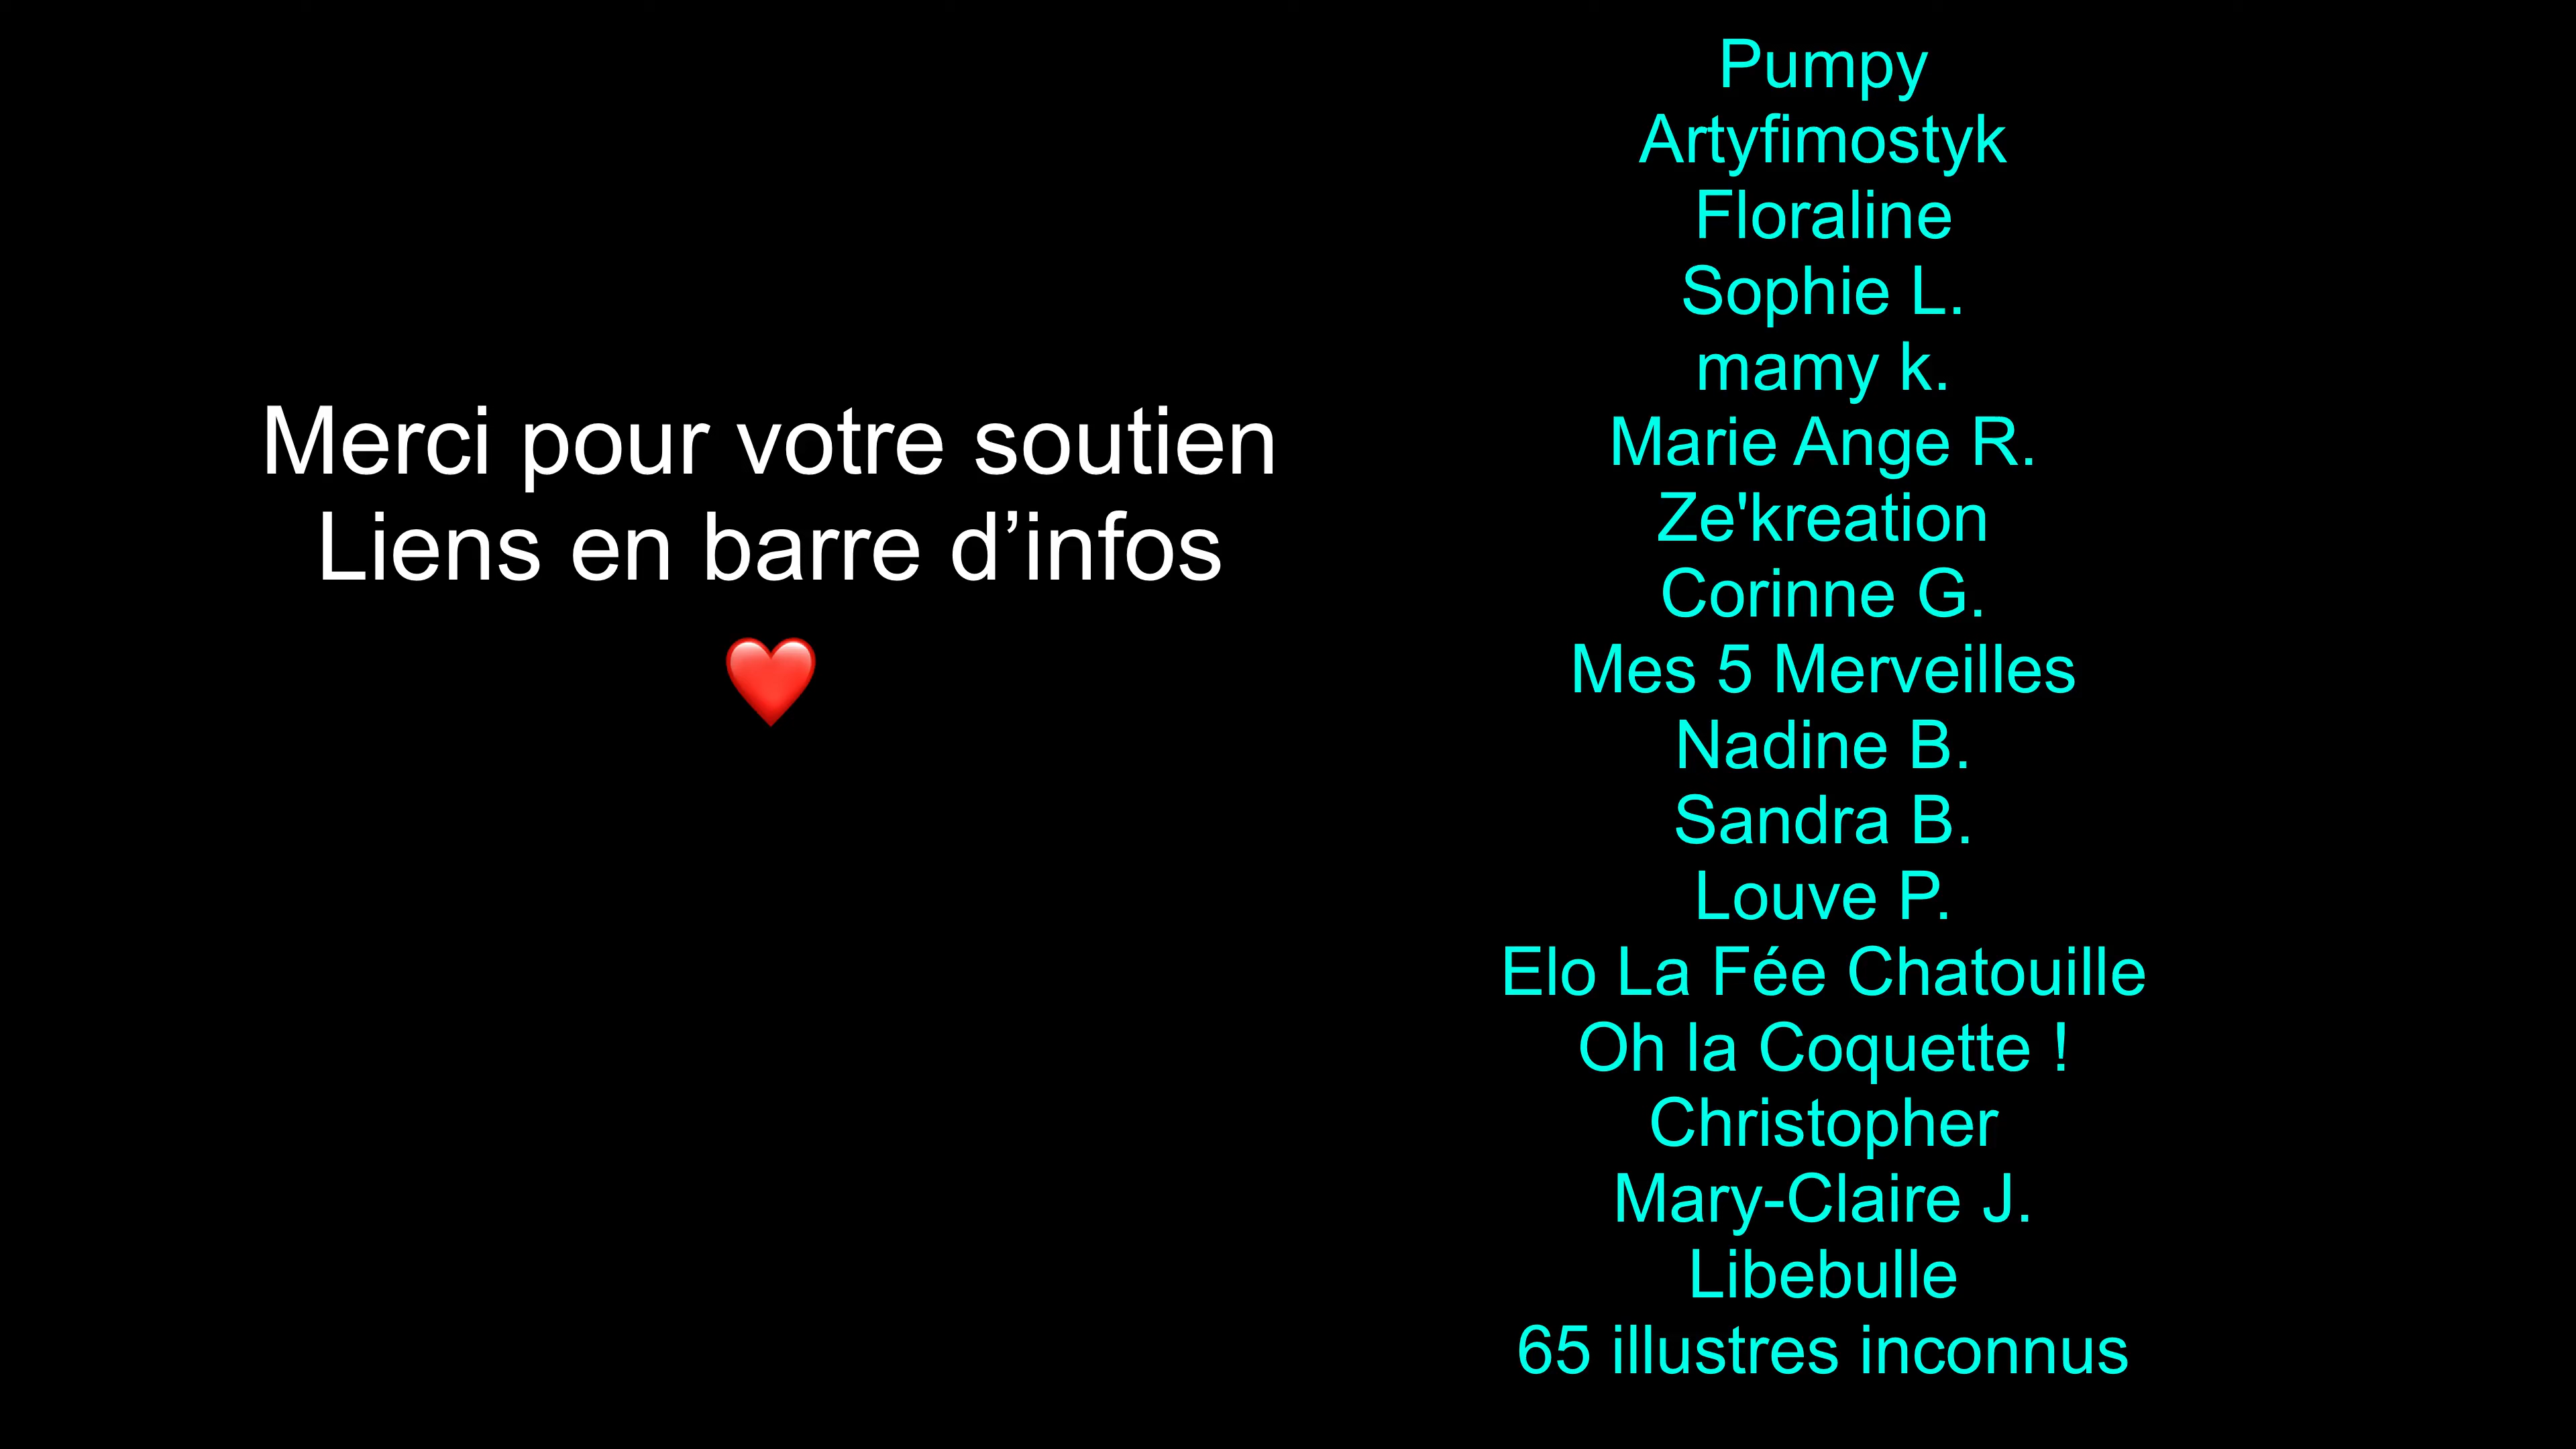 Merci pour votre soutien
Liens en barre d’infos
❤️
Pumpy
Artyfimostyk
Floraline
Sophie L.
mamy k.
Marie Ange R.
Ze'kreation
Corinne G.
Mes 5 Merveilles
Nadine B.
Sandra B.
Louve P.
Elo La Fée Chatouille
Oh la Coquette !
Christopher
Mary-Claire J.
Libebulle
65 illustres inconnus